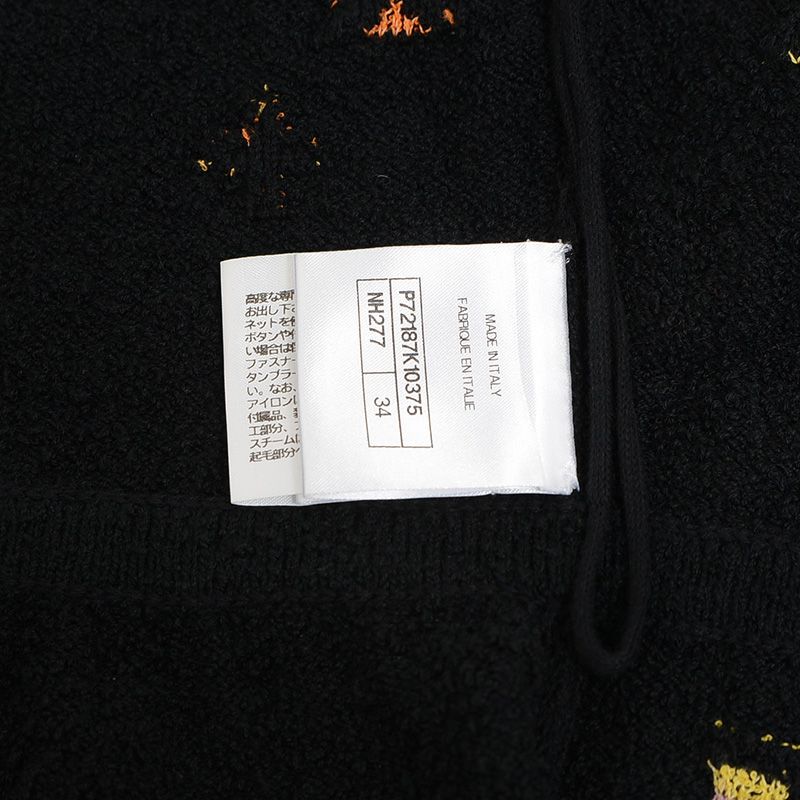 MADE IN ITALY
FABRIQUE EN ITALIE
P72187K10375
NH277 34
高度な専
お出し下さ
ネットを
ボタンや
い場合は
ファスナー
タンブラー
い。なお、
アイロンは
付属品、
工部分、
スチームは
起毛部分